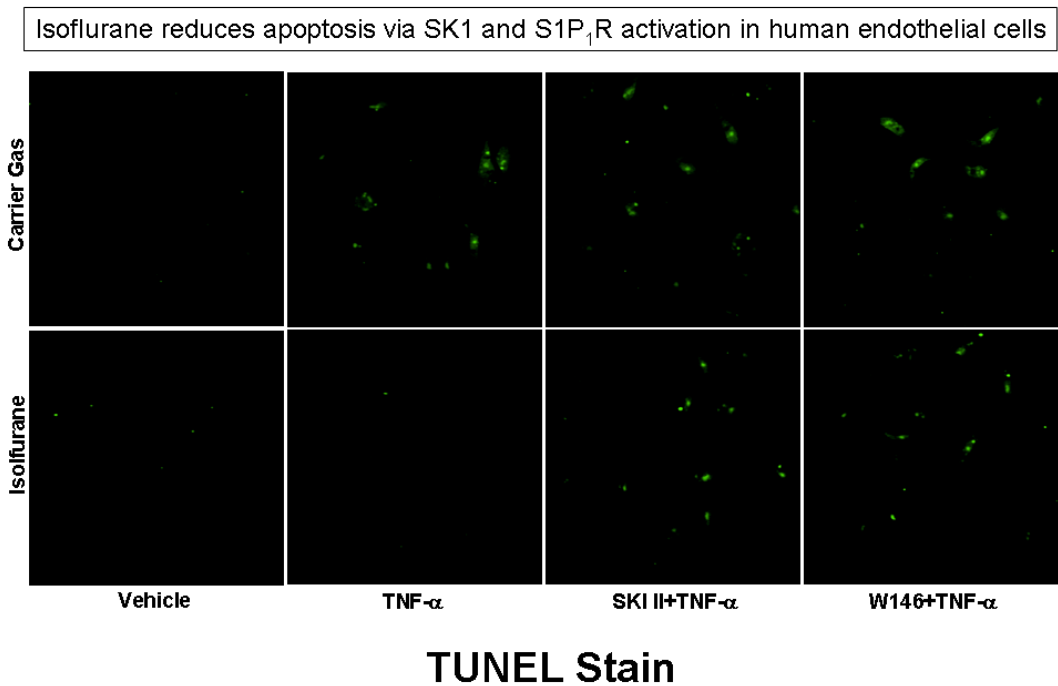 Isoflurane reduces apoptosis via SK1 and S1P₁R activation in human endothelial cells
Carrier Gas
Isolfurane
Vehicle
TNF-α
SKI II+TNF-α
W146+TNF-α
TUNEL Stain